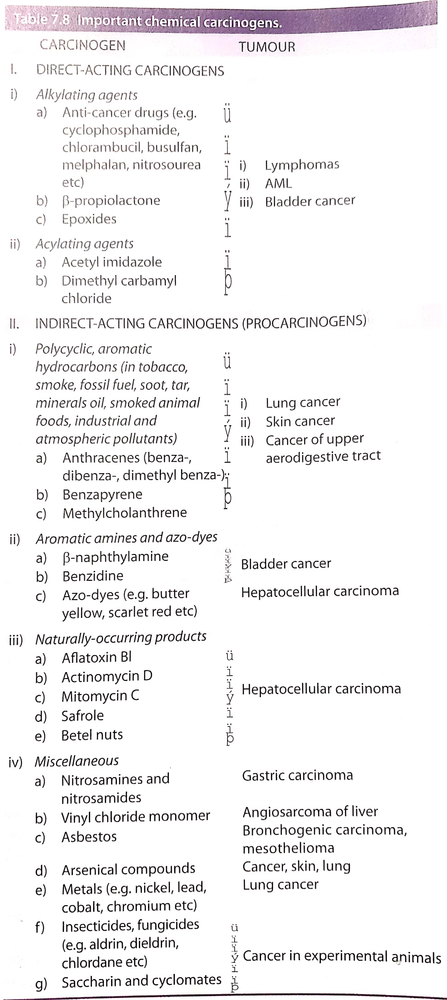 Table 7.8 Important chemical carcinogens.
CARCINOGEN TUMOUR
I. DIRECT-ACTING CARCINOGENS
i) Alkylating agents
a) Anti-cancer drugs (e.g. ü
cyclophosphamide,
chlorambucil, busulfan, ï
melphalan, nitrosourea ï i) Lymphomas
etc) ii) AML
b) β-propiolactone ý iii) Bladder cancer
c) Epoxides ï
ii) Acylating agents
a) Acetyl imidazole ï
b) Dimethyl carbamyl þ
chloride
II. INDIRECT-ACTING CARCINOGENS (PROCARCINOGENS)
i) Polycyclic, aromatic
hydrocarbons (in tobacco, ü
smoke, fossil fuel, soot, tar, ï
minerals oil, smoked animal ï i) Lung cancer
foods, industrial and ii) Skin cancer
atmospheric pollutants) ý iii) Cancer of upper
a) Anthracenes (benza-, ï aerodigestive tract
dibenza-, dimethyl benza-) ï
b) Benzapyrene þ
c) Methylcholanthrene
ii) Aromatic amines and azo-dyes
ü
a) β-naphthylamine ï
ï
ý Bladder cancer
ï
b) Benzidine ï
þ
c) Azo-dyes (e.g. butter Hepatocellular carcinoma
yellow, scarlet red etc)
iii) Naturally-occurring products
a) Aflatoxin Bl ü
b) Actinomycin D ï
ï Hepatocellular carcinoma
c) Mitomycin C ý
d) Safrole ï
ï
e) Betel nuts þ
iv) Miscellaneous
a) Nitrosamines and Gastric carcinoma
nitrosamides
b) Vinyl chloride monomer Angiosarcoma of liver
c) Asbestos Bronchogenic carcinoma,
mesothelioma
d) Arsenical compounds Cancer, skin, lung
e) Metals (e.g. nickel, lead, Lung cancer
cobalt, chromium etc)
f) Insecticides, fungicides ü
(e.g. aldrin, dieldrin, ï
ï
chlordane etc) ý Cancer in experimental animals
ï
g) Saccharin and cyclomates ï
þ